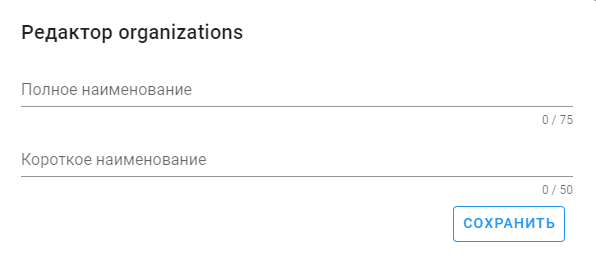 Редактор organizations
Полное наименование
0 / 75
Короткое наименование
0 / 50
СОХРАНИТЬ